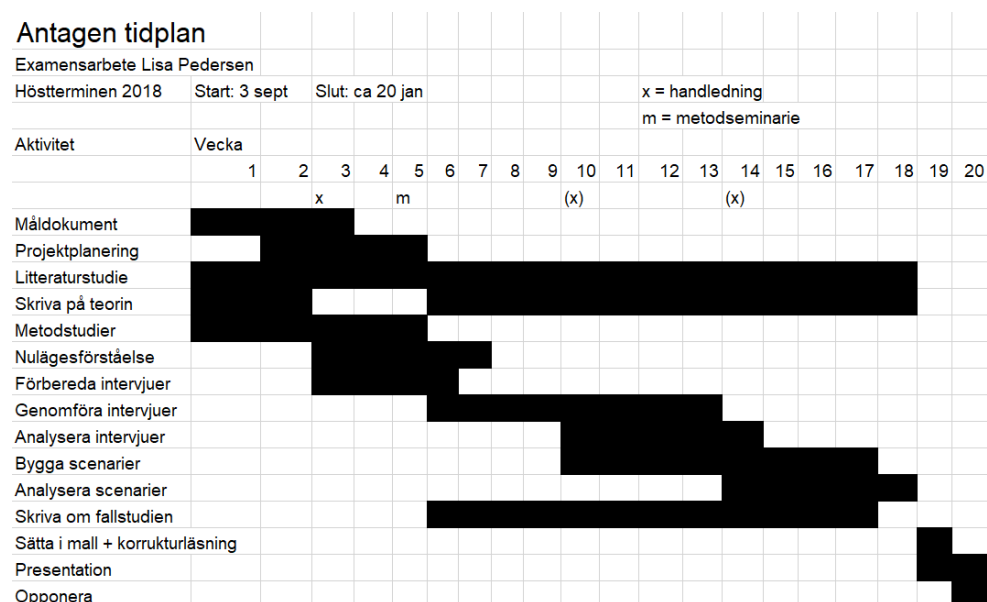 Antagen tidplan
Examensarbete Lisa Pedersen
Höstterminen 2018 Start: 3 sept Slut: ca 20 jan x = handledning
m = metodseminarie
Aktivitet Vecka
1 2 3 4 5 6 7 8 9 10 11 12 13 14 15 16 17 18 19 20
x m (x) (x)
Måldokument
Projektplanering
Litteraturstudie
Skriva på teorin
Metodstudier
Nulägesförståelse
Förbereda intervjuer
Genomföra intervjuer
Analysera intervjuer
Bygga scenarier
Analysera scenarier
Skriva om fallstudien
Sätta i mall + korrukturläsning
Presentation
Opponera